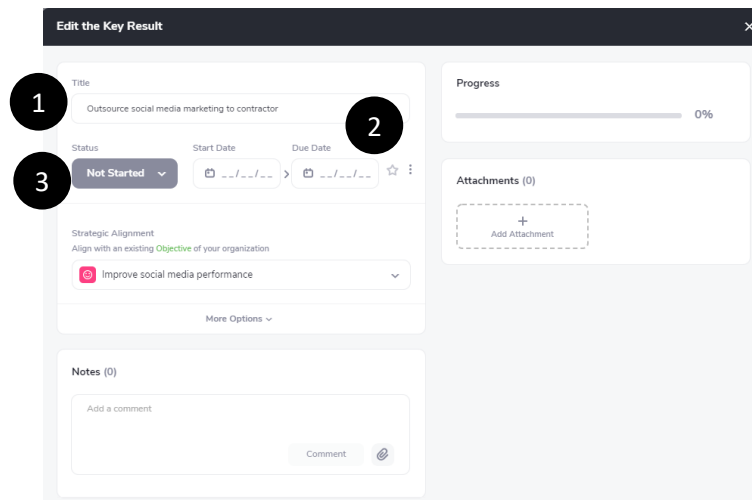 Edit the Key Result
1
Title
Outsource social media marketing to contractor
2
Status
Start Date
Due Date
3
Not Started
__/__/__
__/__/__
Strategic Alignment
Align with an existing Objective of your organization
Improve social media performance
More Options
Notes (0)
Add a comment
Comment
Progress
0%
Attachments (0)
+
Add Attachment